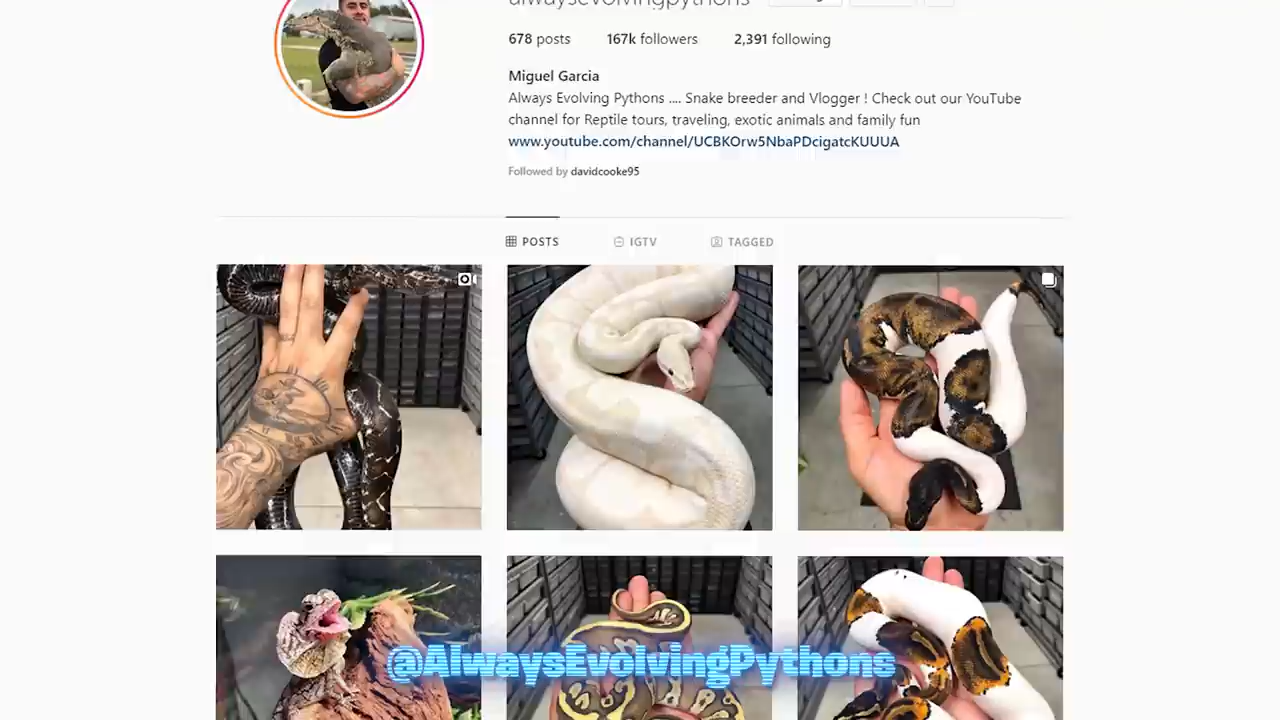 alwaysevolvingpythons
678 posts 167k followers 2,391 following
Miguel Garcia
Always Evolving Pythons .... Snake breeder and Vlogger ! Check out our YouTube
channel for Reptile tours, traveling, exotic animals and family fun
www.youtube.com/channel/UCBKOrw5NbaPDcigatcKUUUA
Followed by davidcooke95
POSTS IGTV TAGGED
@AlwaysEvolvingPythons